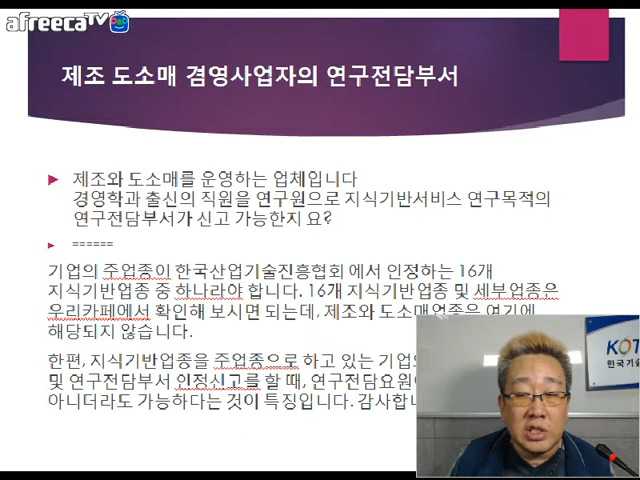 afreecaTV
제조 도소매 겸영사업자의 연구전담부서
제조와 도소매를 운영하는 업체입니다
경영학과 출신의 직원을 연구원으로 지식기반서비스 연구목적의
연구전담부서가 신고 가능한지 요?
======
기업의 주업종이 한국산업기술진흥협회 에서 인정하는 16개
지식기반업종 중 하나라야 합니다. 16개 지식기반업종 및 세부업종은
우리카페에서 확인해 보시면 되는데, 제조와 도소매업종은 여기에
해당되지 않습니다.
한편, 지식기반업종을 주업종으로 하고 있는 기업
및 연구전담부서 인정신고를 할 때, 연구전담요원
아니더라도 가능하다는 것이 특징입니다. 감사합
KOT
한국기술